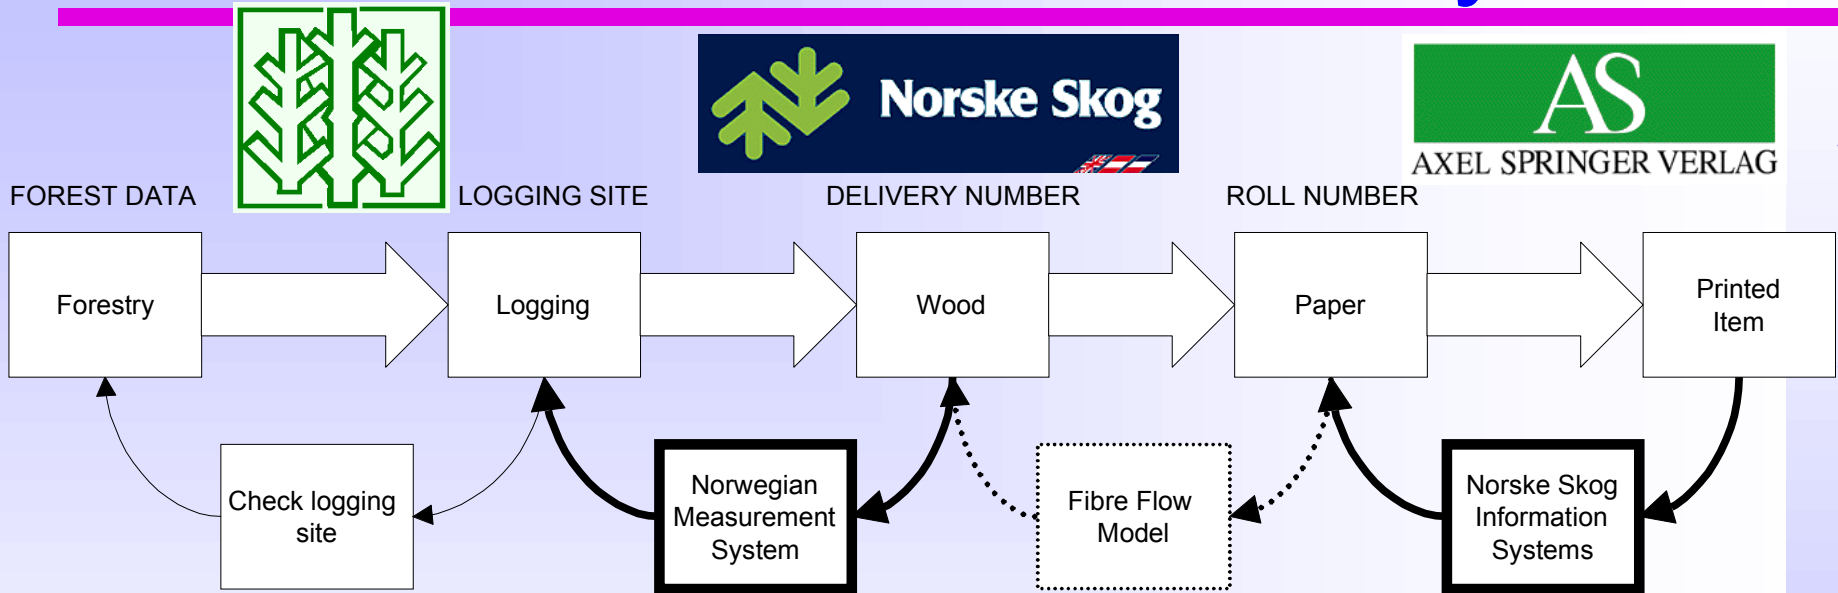 Norske Skog
AS
AXEL SPRINGER VERLAG
FOREST DATA
LOGGING SITE
DELIVERY NUMBER
ROLL NUMBER
Forestry
Logging
Wood
Paper
Printed
Item
Check logging
site
Norwegian
Measurement
System
Fibre Flow
Model
Norske Skog
Information
Systems